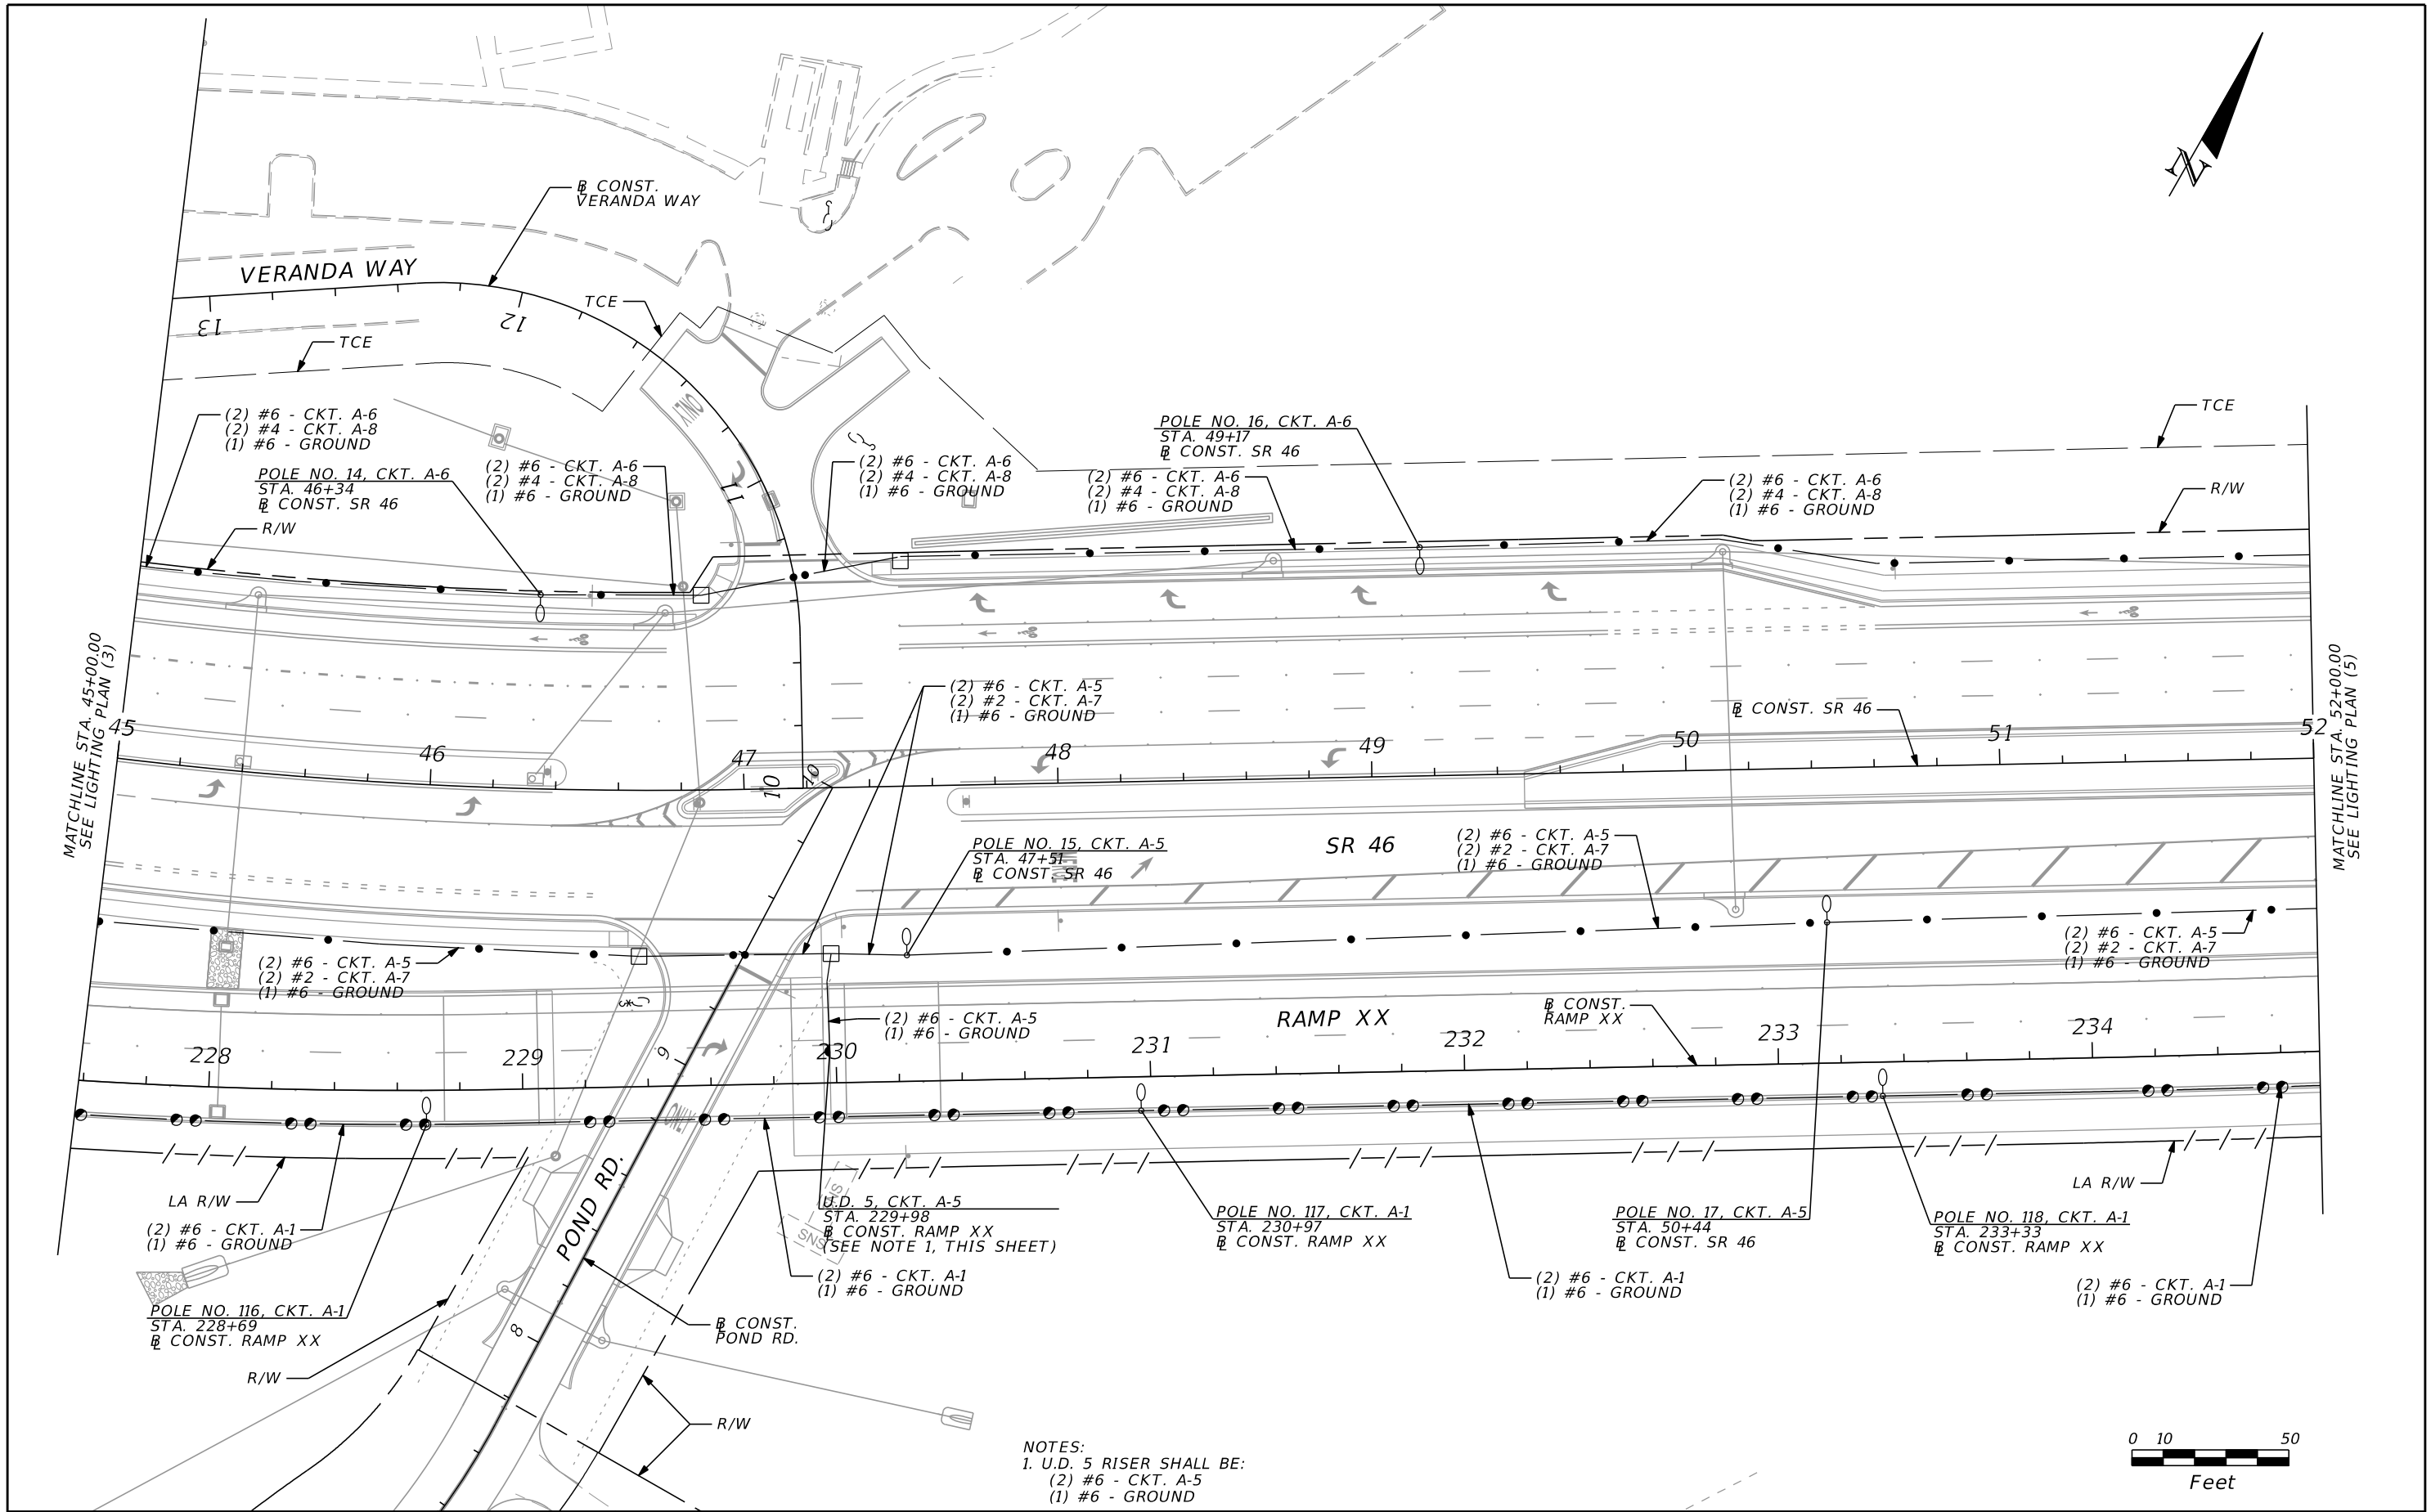 ℄ CONST.
VERANDA WAY
VERANDA WAY
TCE
13
12
TCE
(2) #6 - CKT. A-6
(2) #4 - CKT. A-8
(1) #6 - GROUND
POLE NO. 14, CKT. A-6
STA. 46+34
℄ CONST. SR 46
R/W
(2) #6 - CKT. A-6
(2) #4 - CKT. A-8
(1) #6 - GROUND
ONLY
11
(2) #6 - CKT. A-6
(2) #4 - CKT. A-8
(1) #6 - GROUND
POLE NO. 16, CKT. A-6
STA. 49+17
℄ CONST. SR 46
(2) #6 - CKT. A-6
(2) #4 - CKT. A-8
(1) #6 - GROUND
(2) #6 - CKT. A-6
(2) #4 - CKT. A-8
(1) #6 - GROUND
TCE
R/W
N
MATCHLINE STA. 45+00.00
SEE LIGHTING PLAN (3)
45
46
47
48
49
50
51
52
10
10
(2) #6 - CKT. A-5
(2) #2 - CKT. A-7
(1) #6 - GROUND
℄ CONST. SR 46
MATCHLINE STA. 52+00.00
SEE LIGHTING PLAN (5)
POLE NO. 15, CKT. A-5
STA. 47+51
℄ CONST. SR 46
SR 46
(2) #6 - CKT. A-5
(2) #2 - CKT. A-7
(1) #6 - GROUND
(2) #6 - CKT. A-5
(2) #2 - CKT. A-7
(1) #6 - GROUND
(2) #6 - CKT. A-5
(2) #2 - CKT. A-7
(1) #6 - GROUND
(2) #6 - CKT. A-5
(1) #6 - GROUND
RAMP XX
℄ CONST.
RAMP XX
228
229
230
231
232
233
234
9
ONLY
LA R/W
(2) #6 - CKT. A-1
(1) #6 - GROUND
POND RD.
SNS
SNS
U.D. 5, CKT. A-5
STA. 229+98
℄ CONST. RAMP XX
(SEE NOTE 1, THIS SHEET)
(2) #6 - CKT. A-1
(1) #6 - GROUND
POLE NO. 117, CKT. A-1
STA. 230+97
℄ CONST. RAMP XX
POLE NO. 17, CKT. A-5
STA. 50+44
℄ CONST. SR 46
(2) #6 - CKT. A-1
(1) #6 - GROUND
POLE NO. 118, CKT. A-1
STA. 233+33
℄ CONST. RAMP XX
LA R/W
(2) #6 - CKT. A-1
(1) #6 - GROUND
POLE NO. 116, CKT. A-1
STA. 228+69
℄ CONST. RAMP XX
8
℄ CONST.
POND RD.
R/W
R/W
NOTES:
1. U.D. 5 RISER SHALL BE:
(2) #6 - CKT. A-5
(1) #6 - GROUND
0 10 50
Feet